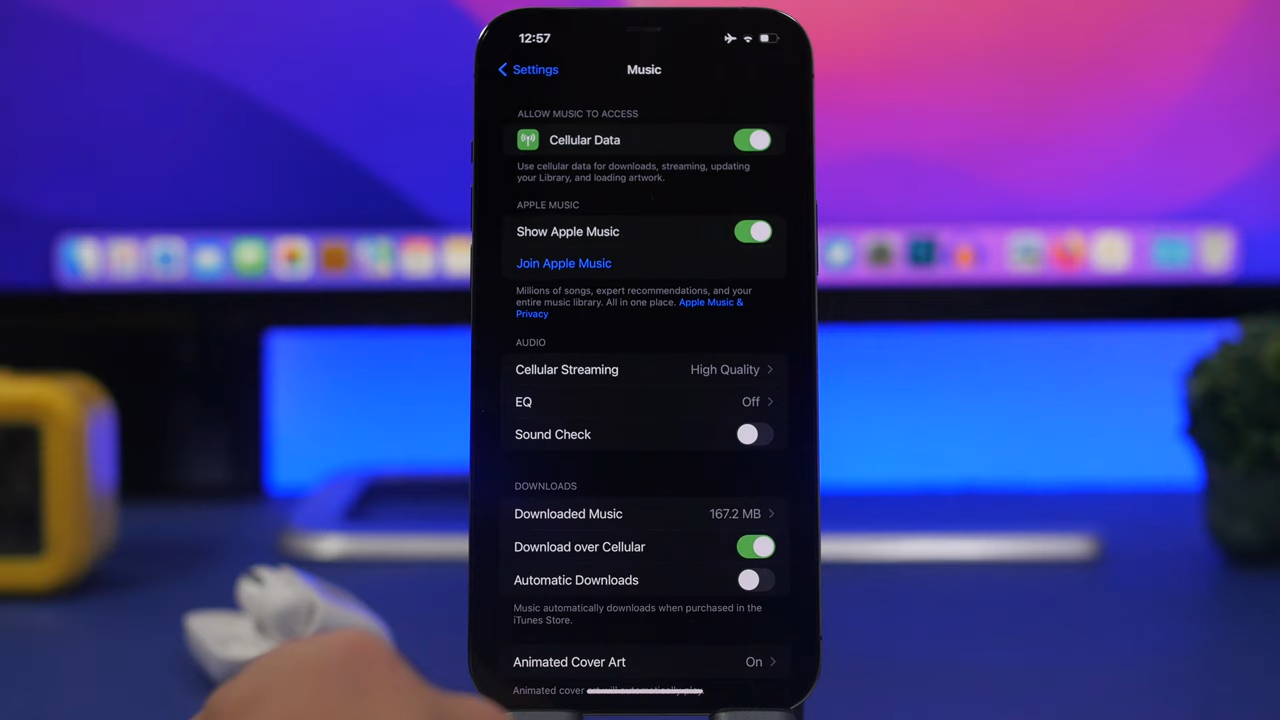 12:57
Settings
Music
ALLOW MUSIC TO ACCESS
Cellular Data
Use cellular data for downloads, streaming, updating
your Library, and loading artwork.
APPLE MUSIC
Show Apple Music
Join Apple Music
Millions of songs, expert recommendations, and your
entire music library. All in one place. Apple Music &
Privacy
AUDIO
Cellular Streaming High Quality
EQ Off
Sound Check
DOWNLOADS
Downloaded Music 167.2 MB
Download over Cellular
Automatic Downloads
Music automatically downloads when purchased in the
iTunes Store.
Animated Cover Art On
Animated cover art will automatically play.